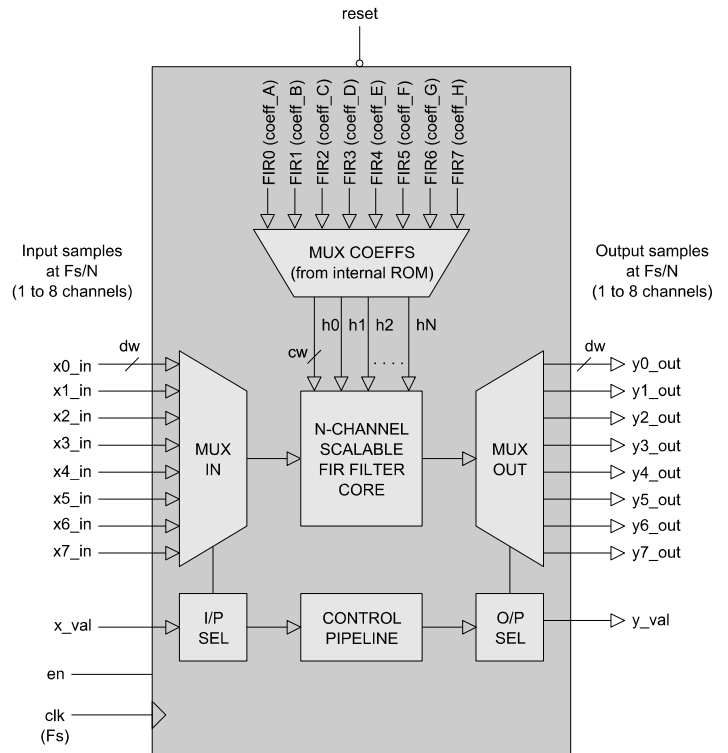 reset
FIR0 (coeff_A)
FIR1 (coeff_B)
FIR2 (coeff_C)
FIR3 (coeff_D)
FIR4 (coeff_E)
FIR5 (coeff_F)
FIR6 (coeff_G)
FIR7 (coeff_H)
Input samples
at Fs/N
(1 to 8 channels)
MUX COEFFS
(from internal ROM)
Output samples
at Fs/N
(1 to 8 channels)
h0 h1 h2 hN
cw
. . . .
dw
x0_in
x1_in
x2_in
x3_in
x4_in
x5_in
x6_in
x7_in
MUX
IN
N-CHANNEL
SCALABLE
FIR FILTER
CORE
MUX
OUT
dw
y0_out
y1_out
y2_out
y3_out
y4_out
y5_out
y6_out
y7_out
x_val
I/P
SEL
CONTROL
PIPELINE
O/P
SEL
y_val
en
clk
(Fs)